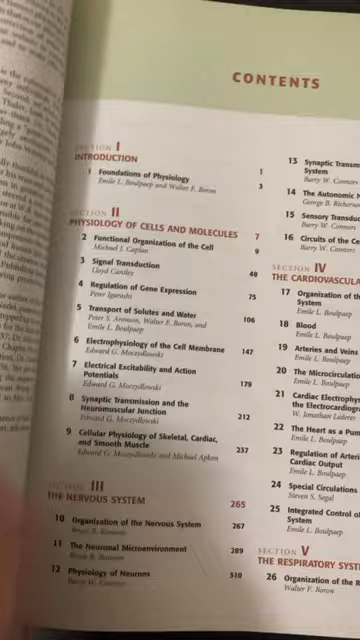 CONTENTS
SECTION I
INTRODUCTION 1
1 Foundations of Physiology 3
Emile L. Boulpaep and Walter F. Boron
SECTION II
PHYSIOLOGY OF CELLS AND MOLECULES 7
2 Functional Organization of the Cell 9
Michael J. Caplan
3 Signal Transduction 48
Lloyd Cantley
4 Regulation of Gene Expression 75
Peter Igarashi
5 Transport of Solutes and Water 106
Peter S. Aronson, Walter F. Boron, and
Emile L. Boulpaep
6 Electrophysiology of the Cell Membrane 147
Edward G. Moczydlowski
7 Electrical Excitability and Action
Potentials 179
Edward G. Moczydlowski
8 Synaptic Transmission and the
Neuromuscular Junction 212
Edward G. Moczydlowski
9 Cellular Physiology of Skeletal, Cardiac,
and Smooth Muscle 237
Edward G. Moczydlowski and Michael Apkon
SECTION III
THE NERVOUS SYSTEM 265
10 Organization of the Nervous System 267
Bruce R. Ransom
11 The Neuronal Microenvironment 289
Bruce R. Ransom
12 Physiology of Neurons 310
Barry W. Connors
13 Synaptic Transm
System
Barry W. Connors
14 The Autonomic N
George B. Richerson
15 Sensory Transduc
Barry W. Connors
16 Circuits of the Ce
Barry W. Connors
SECTION IV
THE CARDIOVASCULA
17 Organization of th
System
Emile L. Boulpaep
18 Blood
Emile L. Boulpaep
19 Arteries and Veins
Emile L. Boulpaep
20 The Microcirculatio
Emile L. Boulpaep
21 Cardiac Electrophys
the Electrocardiogra
W. Jonathan Lederer
22 The Heart as a Pum
Emile L. Boulpaep
23 Regulation of Arteri
Cardiac Output
Emile L. Boulpaep
24 Special Circulations
Steven S. Segal
25 Integrated Control of
System
Emile L. Boulpaep
SECTION V
THE RESPIRATORY SYST
26 Organization of the R
Walter F. Boron